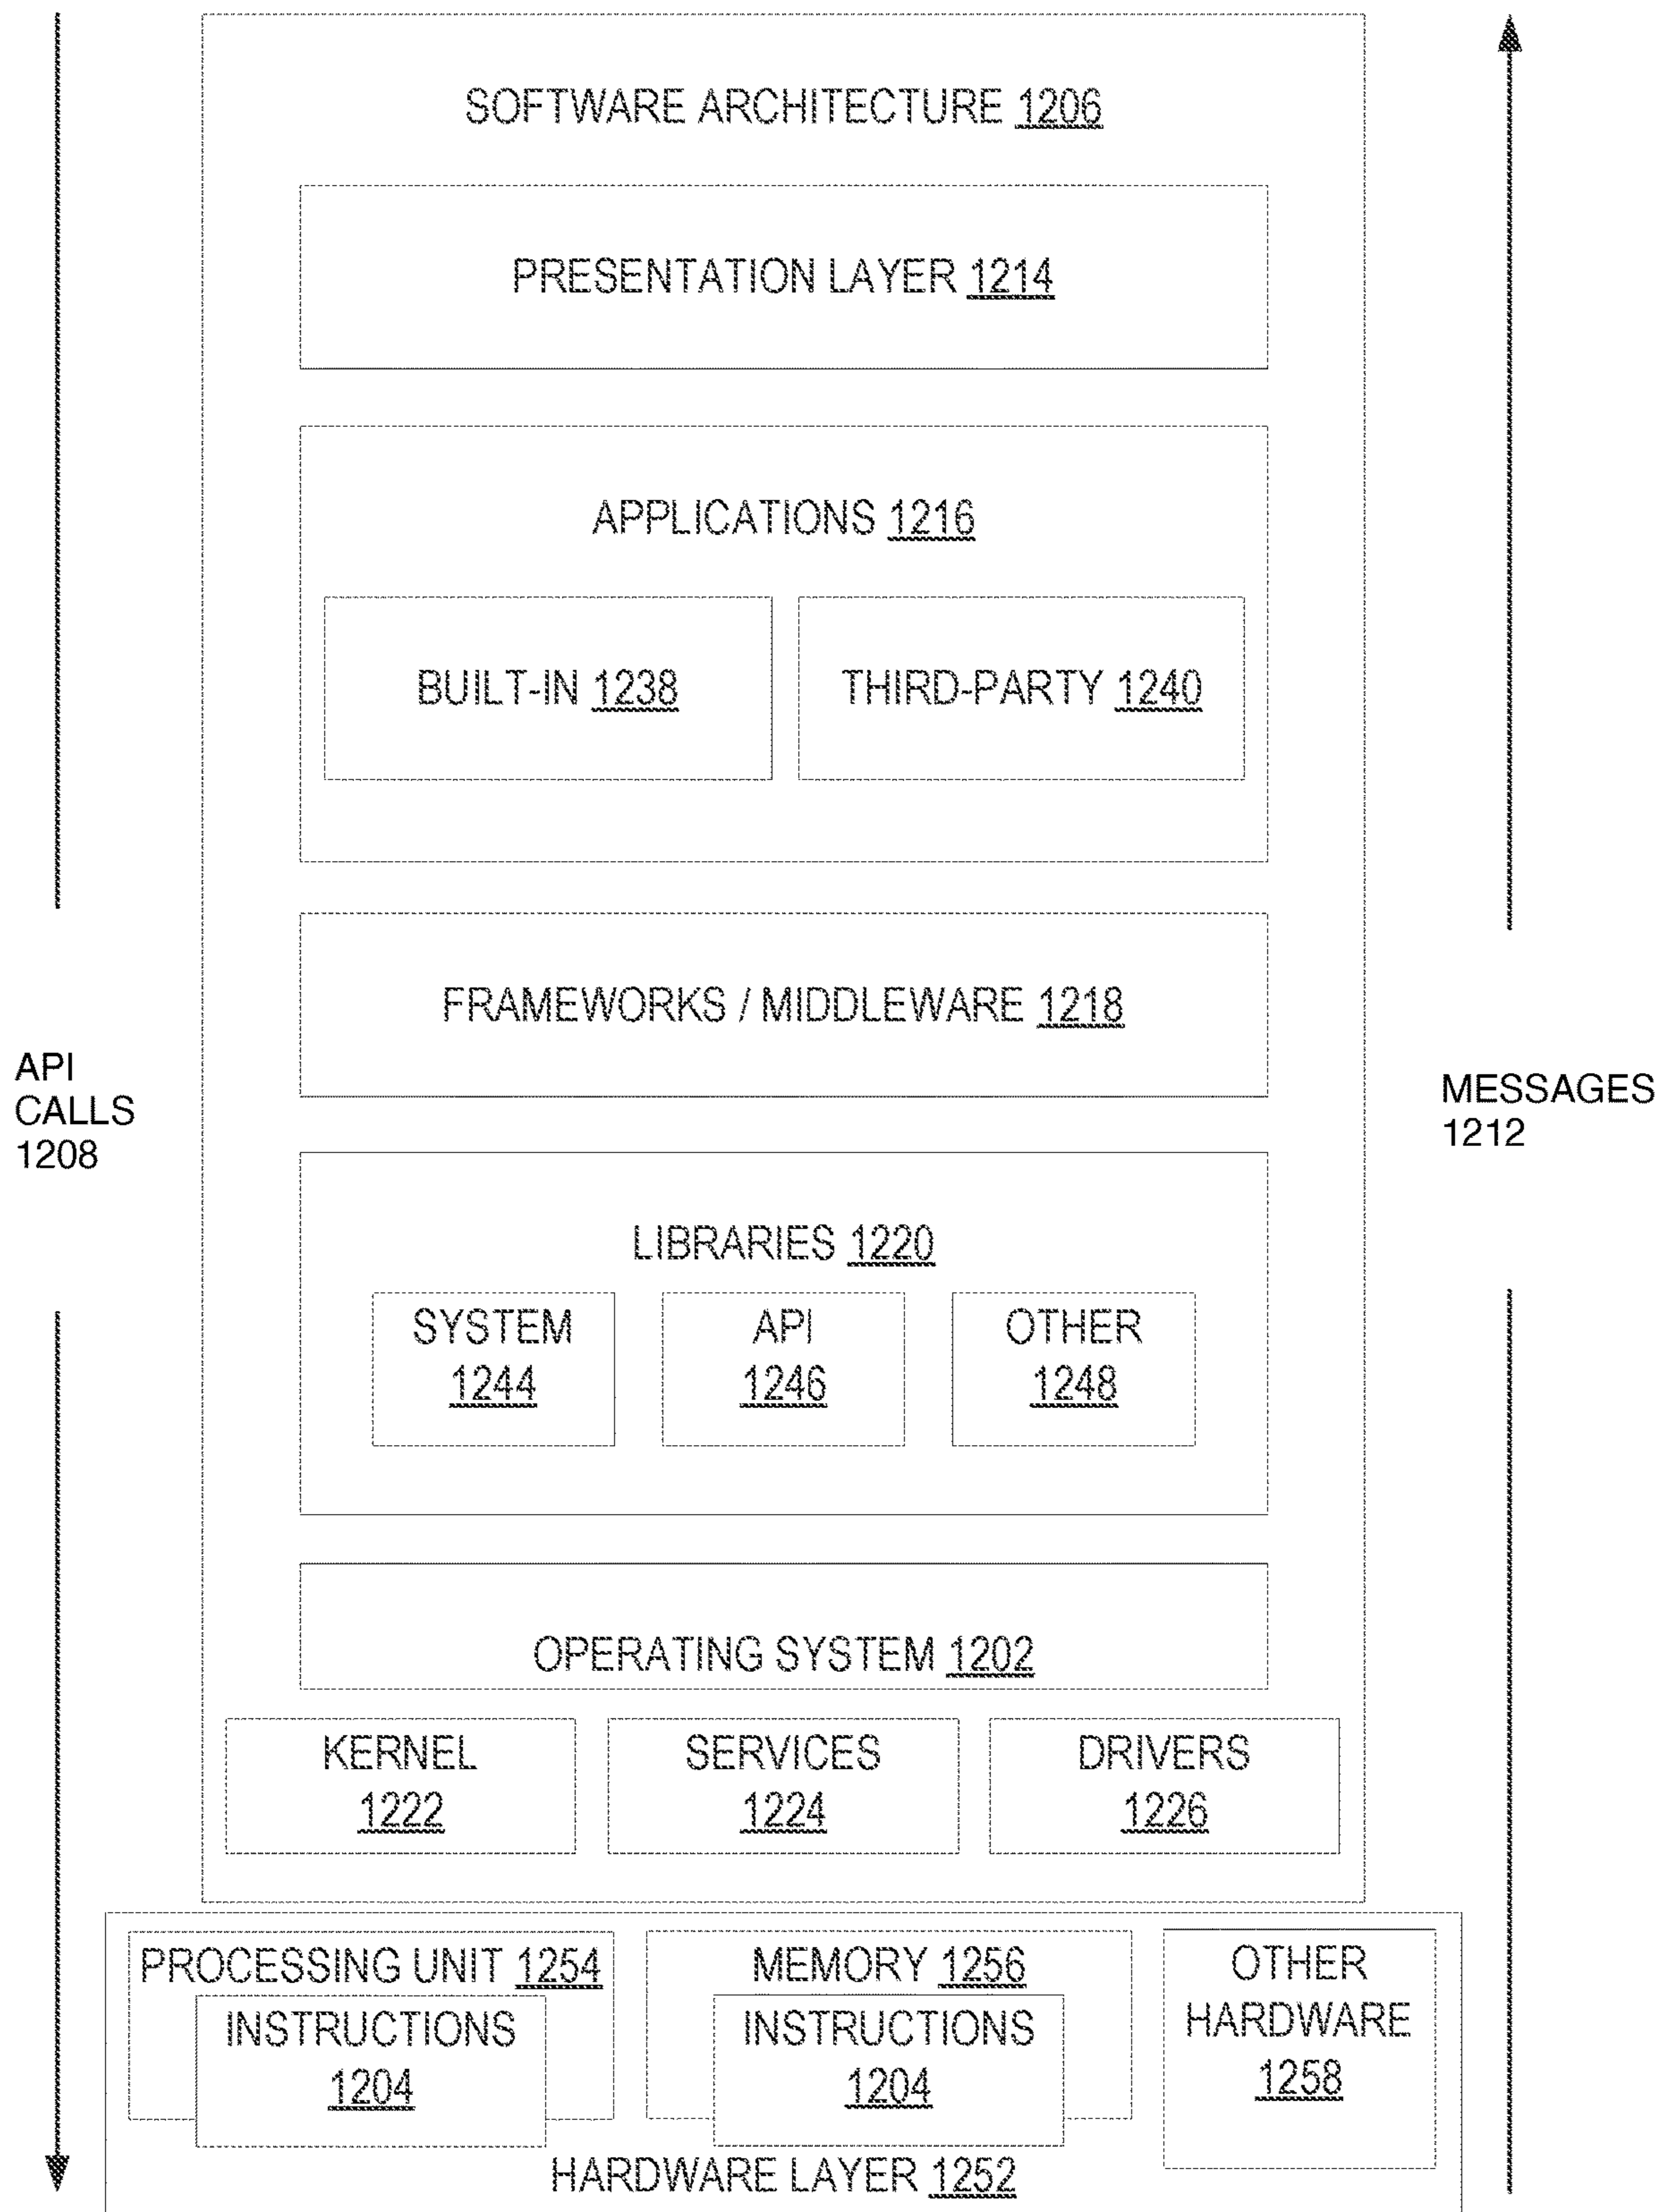 SOFTWARE ARCHITECTURE 1206
PRESENTATION LAYER 1214
APPLICATIONS 1216
BUILT-IN 1238
THIRD-PARTY 1240
FRAMEWORKS / MIDDLEWARE 1218
API
CALLS
1208
MESSAGES
1212
LIBRARIES 1220
SYSTEM
1244
API
1246
OTHER
1248
OPERATING SYSTEM 1202
KERNEL
1222
SERVICES
1224
DRIVERS
1226
PROCESSING UNIT 1254
INSTRUCTIONS
1204
MEMORY 1256
INSTRUCTIONS
1204
OTHER
HARDWARE
1258
HARDWARE LAYER 1252